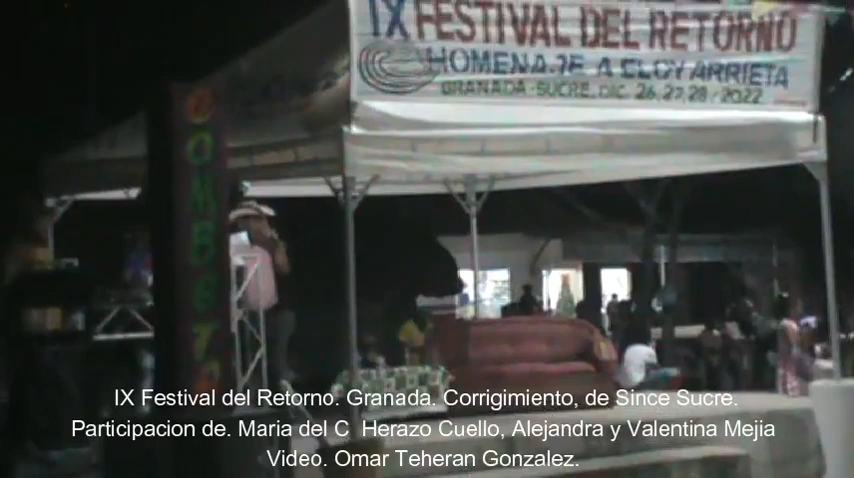 IX FESTIVAL DEL RETORNO
HOMENAJE A ELOY ARRIETA
GRANADA-SUCRE. DIC. 26,27,28/2022
IX Festival del Retorno. Granada. Corrigimiento, de Since Sucre.
Participacion de. Maria del C Herazo Cuello, Alejandra y Valentina Mejia
Video. Omar Teheran Gonzalez.